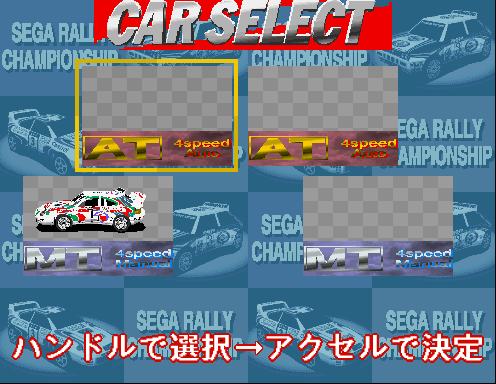 CAR SELECT
SEGA RALLY
CHAMPIONSHIP
CHAMPIONSHIP
AT 4speed Auto
AT 4speed Auto
SEGA RALLY
CHAMPIONSHIP
MT 4speed Manual
MT 4speed Manual
SEGA RALLY
SEGA RALLY
ハンドルで選択→アクセルで決定